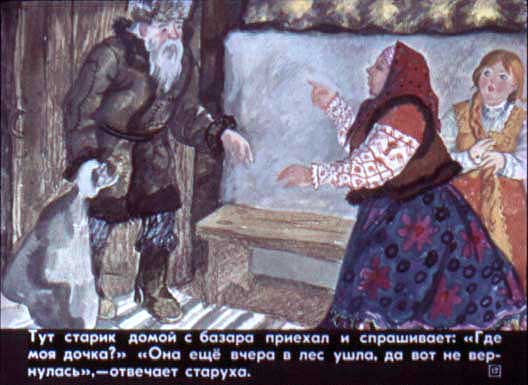 Тут старик домой с базара приехал и спрашивает: «Где
моя дочка?» «Она ещё вчера в лес ушла, да вот не вер-
нулась»,—отвечает старуха.
17